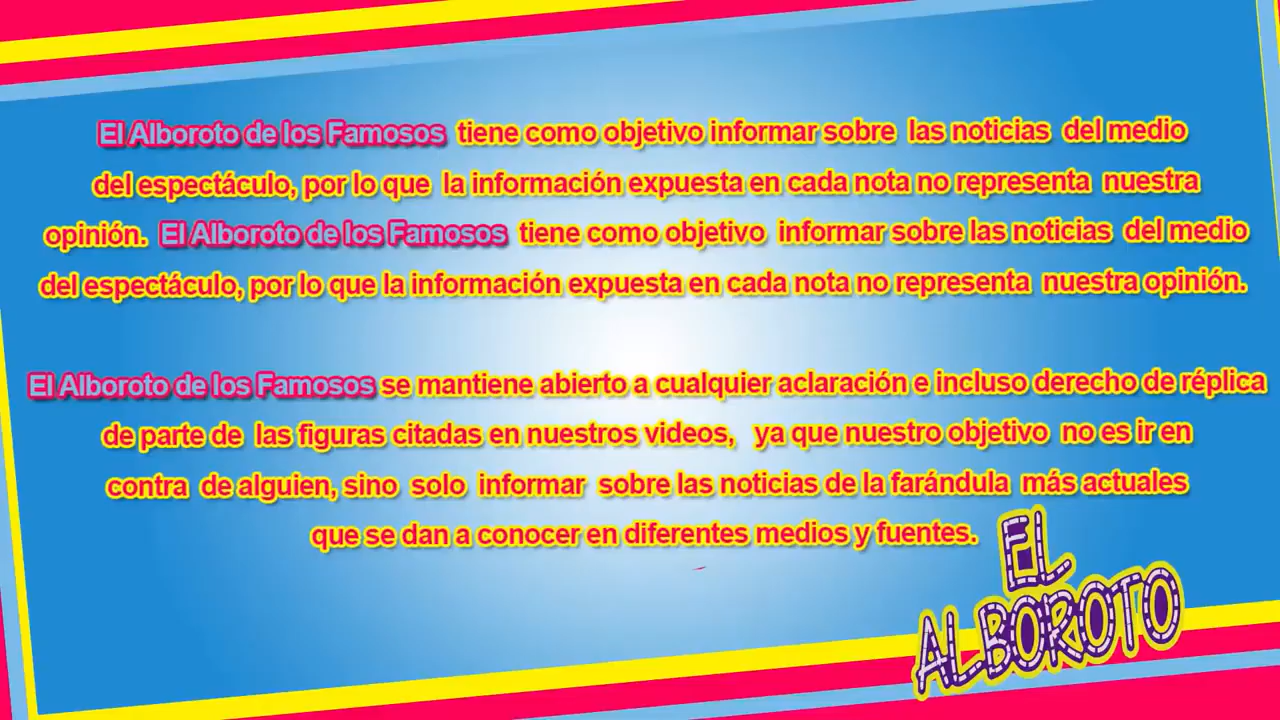 El Alboroto de los Famosos tiene como objetivo informar sobre las noticias del medio
del espectáculo, por lo que la información expuesta en cada nota no representa nuestra
opinión. El Alboroto de los Famosos tiene como objetivo informar sobre las noticias del medio
del espectáculo, por lo que la información expuesta en cada nota no representa nuestra opinión.
El Alboroto de los Famosos se mantiene abierto a cualquier aclaración e incluso derecho de réplica
de parte de las figuras citadas en nuestros videos, ya que nuestro objetivo no es ir en
contra de alguien, sino solo informar sobre las noticias de la farándula más actuales
que se dan a conocer en diferentes medios y fuentes.
EL
ALBOROTO